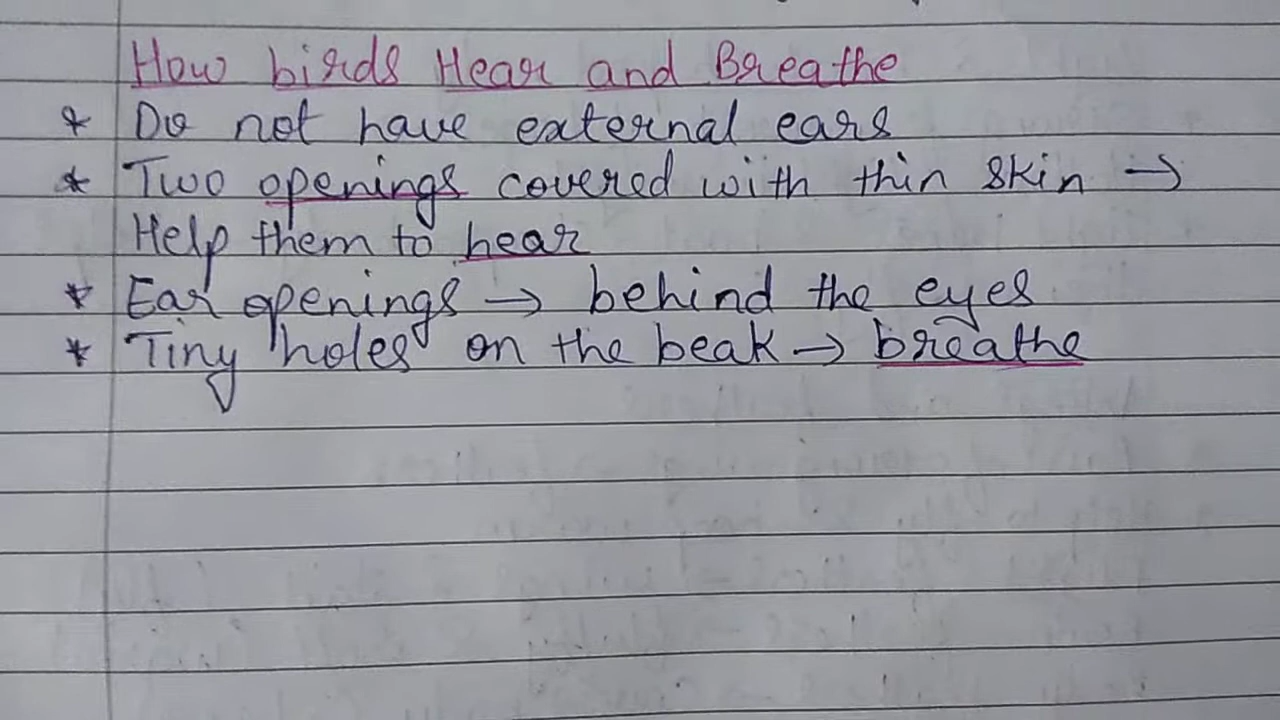 How birds Hear and Breathe
* Do not have external ears
* Two openings covered with thin skin →
Help them to hear
* Ear openings → behind the eyes
* Tiny holes on the beak → breathe